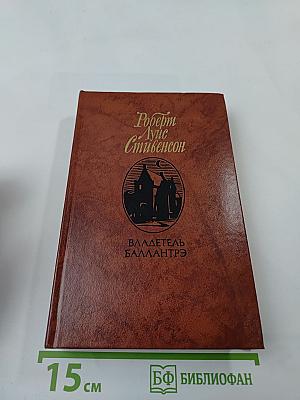 Роберт
Луис
Стивенсон
ВЛАДЕТЕЛЬ
БАЛЛАНТРЭ
15 см
БФ БИБЛИОФАН